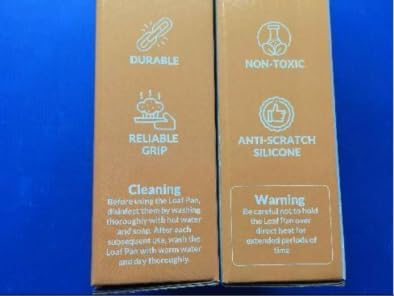 DURABLE
RELIABLE
GRIP
Cleaning
Before using the Loaf Pan,
disinfect them by washing
thoroughly with hot water
and soap. After each
subsequent use, wash the
Loaf Pan with warm water
and dry thoroughly.
NON-TOXIC
ANTI-SCRATCH
SILICONE
Warning
Be careful not to hold
the Loaf Pan over
direct heat for
extended periods of
time.